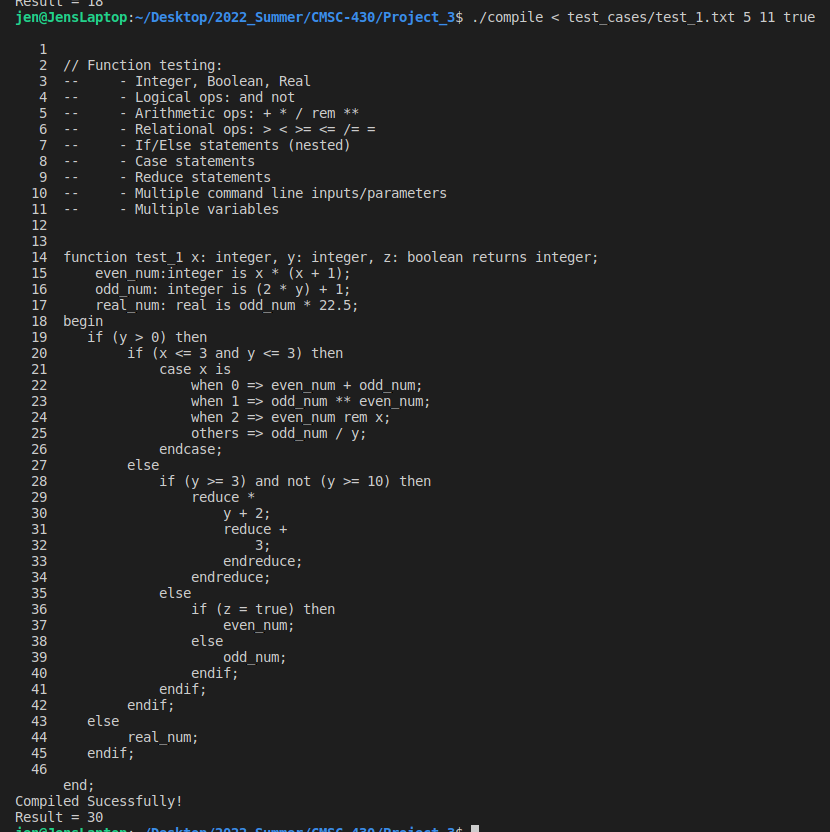 Result = 18
jen@JensLaptop:~/Desktop/2022_Summer/CMSC-430/Project_3$ ./compile < test_cases/test_1.txt 5 11 true
1
2 // Function testing:
3 --     - Integer, Boolean, Real
4 --     - Logical ops: and not
5 --     - Arithmetic ops: + * / rem **
6 --     - Relational ops: > < >= <= /= =
7 --     - If/Else statements (nested)
8 --     - Case statements
9 --     - Reduce statements
10 --     - Multiple command line inputs/parameters
11 --     - Multiple variables
12
13
14 function test_1 x: integer, y: integer, z: boolean returns integer;
15     even_num:integer is x * (x + 1);
16     odd_num: integer is (2 * y) + 1;
17     real_num: real is odd_num * 22.5;
18 begin
19    if (y > 0) then
20         if (x <= 3 and y <= 3) then
21             case x is
22                 when 0 => even_num + odd_num;
23                 when 1 => odd_num ** even_num;
24                 when 2 => even_num rem x;
25                 others => odd_num / y;
26             endcase;
27         else
28             if (y >= 3) and not (y >= 10) then
29                 reduce *
30                     y + 2;
31                     reduce +
32                         3;
33                     endreduce;
34                 endreduce;
35             else
36                 if (z = true) then
37                     even_num;
38                 else
39                     odd_num;
40                 endif;
41             endif;
42         endif;
43    else
44         real_num;
45    endif;
46
end;
Compiled Sucessfully!
Result = 30
jen@JensLaptop:~/Desktop/2022_Summer/CMSC-430/Project_3$